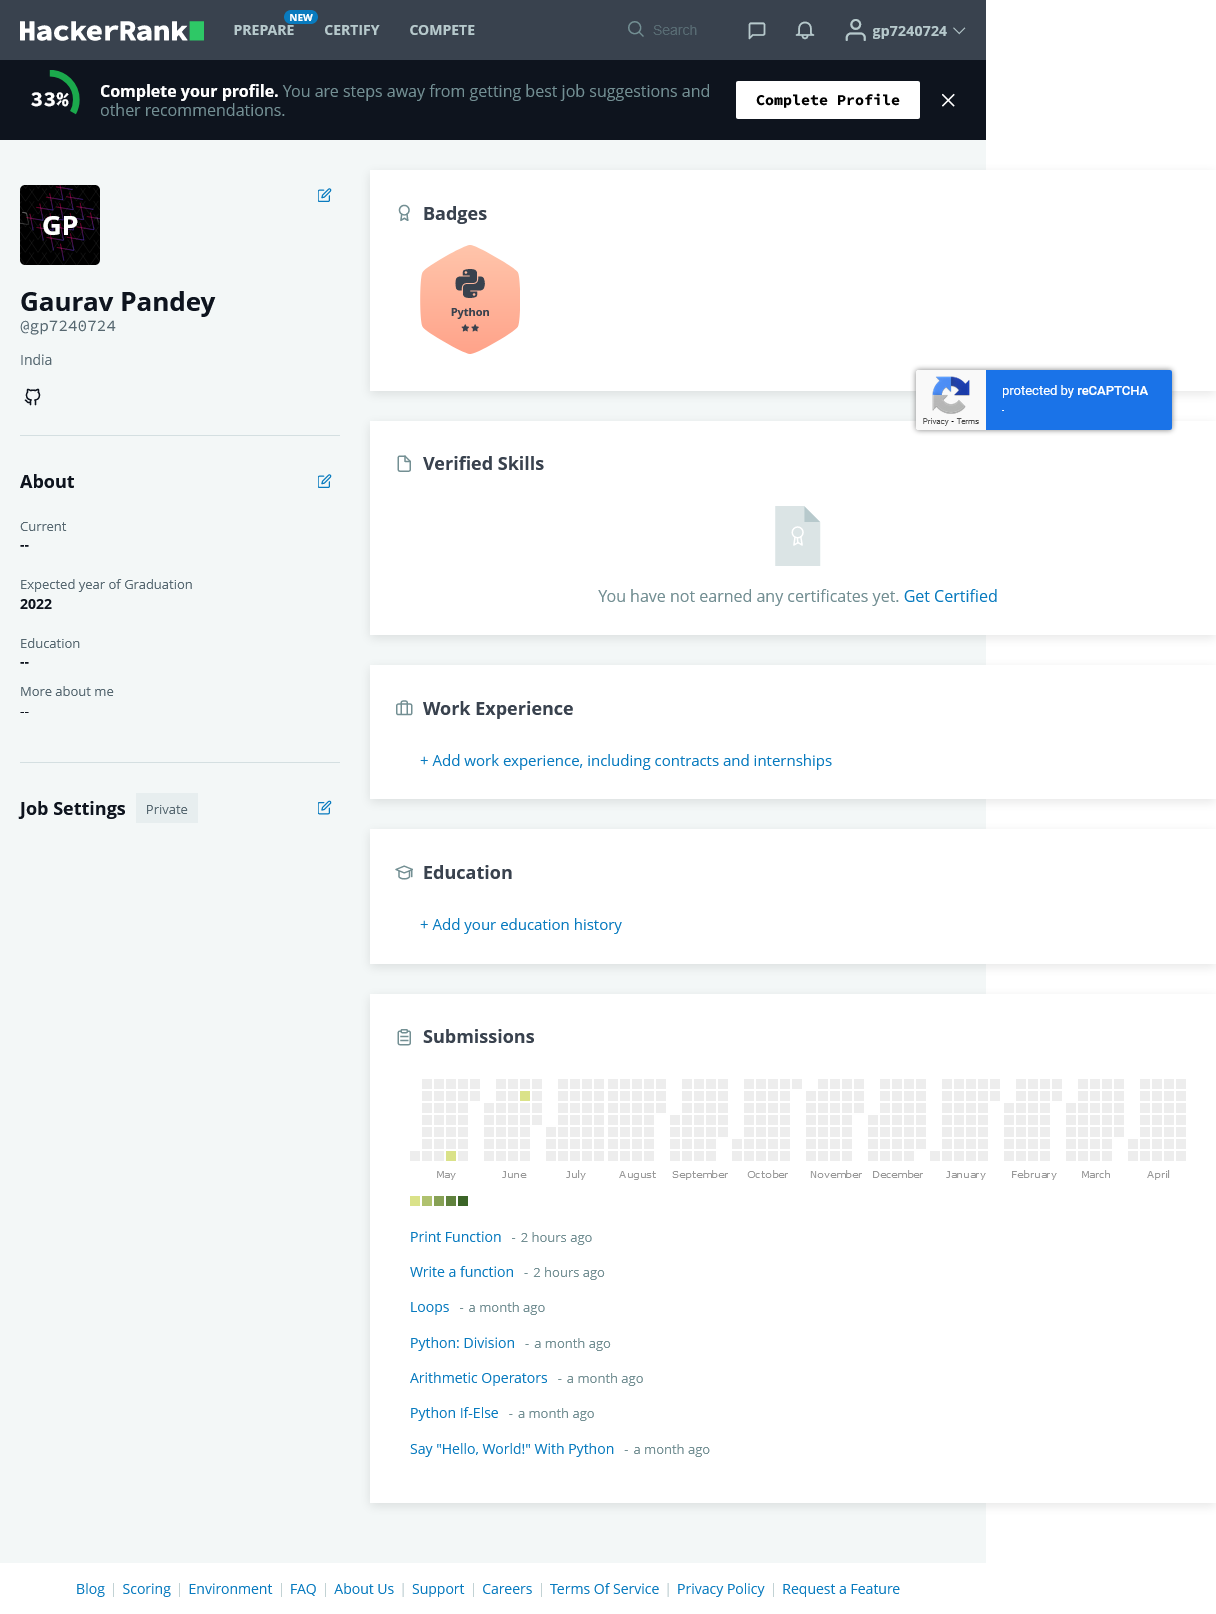 HackerRank
PREPARE
NEW
CERTIFY
COMPETE
Search
gp7240724
33%
Complete your profile. You are steps away from getting best job suggestions and
other recommendations.
Complete Profile
GP
Gaurav Pandey
@gp7240724
India
About
Current
--
Expected year of Graduation
2022
Education
--
More about me
--
Job Settings
Private
Badges
Python
protected by reCAPTCHA
Privacy - Terms
Verified Skills
You have not earned any certificates yet. Get Certified
Work Experience
+ Add work experience, including contracts and internships
Education
+ Add your education history
Submissions
May June July August September October November December January February March April
Print Function - 2 hours ago
Write a function - 2 hours ago
Loops - a month ago
Python: Division - a month ago
Arithmetic Operators - a month ago
Python If-Else - a month ago
Say "Hello, World!" With Python - a month ago
Blog | Scoring | Environment | FAQ | About Us | Support | Careers | Terms Of Service | Privacy Policy | Request a Feature